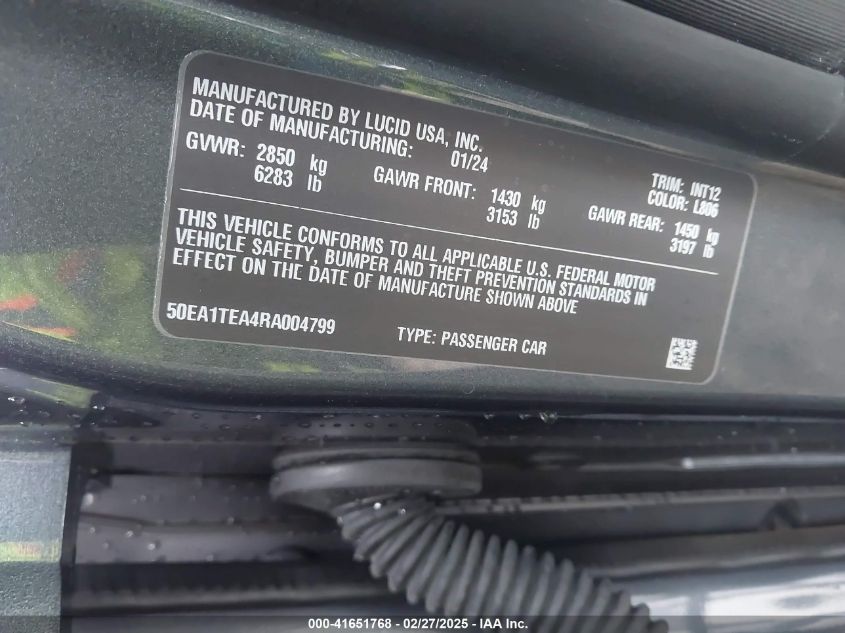 MANUFACTURED BY LUCID USA, INC.
DATE OF MANUFACTURING: 01/24
TRIM: INT12
COLOR: L806
GVWR: 2850 kg GAWR FRONT: 1430 kg GAWR REAR: 1450 kg
6283 lb 3153 lb 3197 lb
THIS VEHICLE CONFORMS TO ALL APPLICABLE U.S. FEDERAL MOTOR
VEHICLE SAFETY, BUMPER AND THEFT PREVENTION STANDARDS IN
EFFECT ON THE DATE OF MANUFACTURE SHOWN ABOVE
50EA1TEA4RA004799 TYPE: PASSENGER CAR
000-41651768 - 02/27/2025 - IAA Inc.